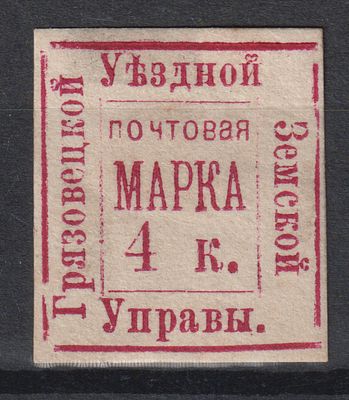 Грязовецкой
Уѣздной
Земской
Управы.
почтовая
МАРКА
4 к.